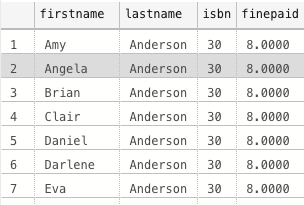 firstname lastname isbn finepaid
1 Amy Anderson 30 8.0000
2 Angela Anderson 30 8.0000
3 Brian Anderson 30 8.0000
4 Clair Anderson 30 8.0000
5 Daniel Anderson 30 8.0000
6 Darlene Anderson 30 8.0000
7 Eva Anderson 30 8.0000